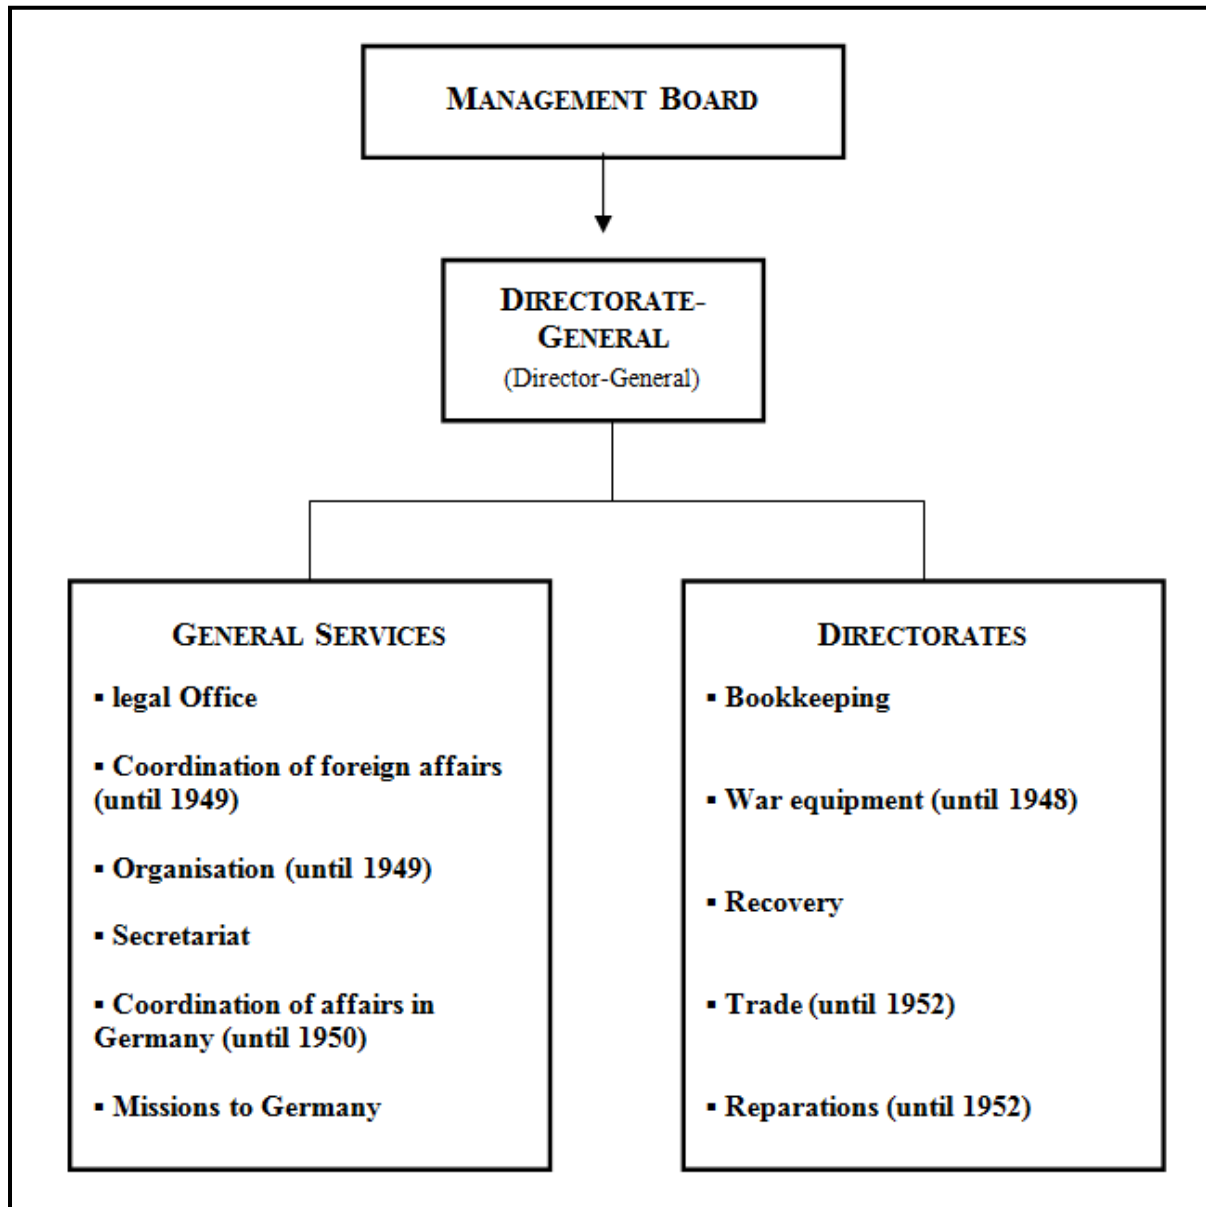 MANAGEMENT BOARD
DIRECTORATE-
GENERAL
(Director-General)
GENERAL SERVICES
▪ legal Office
▪ Coordination of foreign affairs
(until 1949)
▪ Organisation (until 1949)
▪ Secretariat
▪ Coordination of affairs in
Germany (until 1950)
▪ Missions to Germany
DIRECTORATES
▪ Bookkeeping
▪ War equipment (until 1948)
▪ Recovery
▪ Trade (until 1952)
▪ Reparations (until 1952)